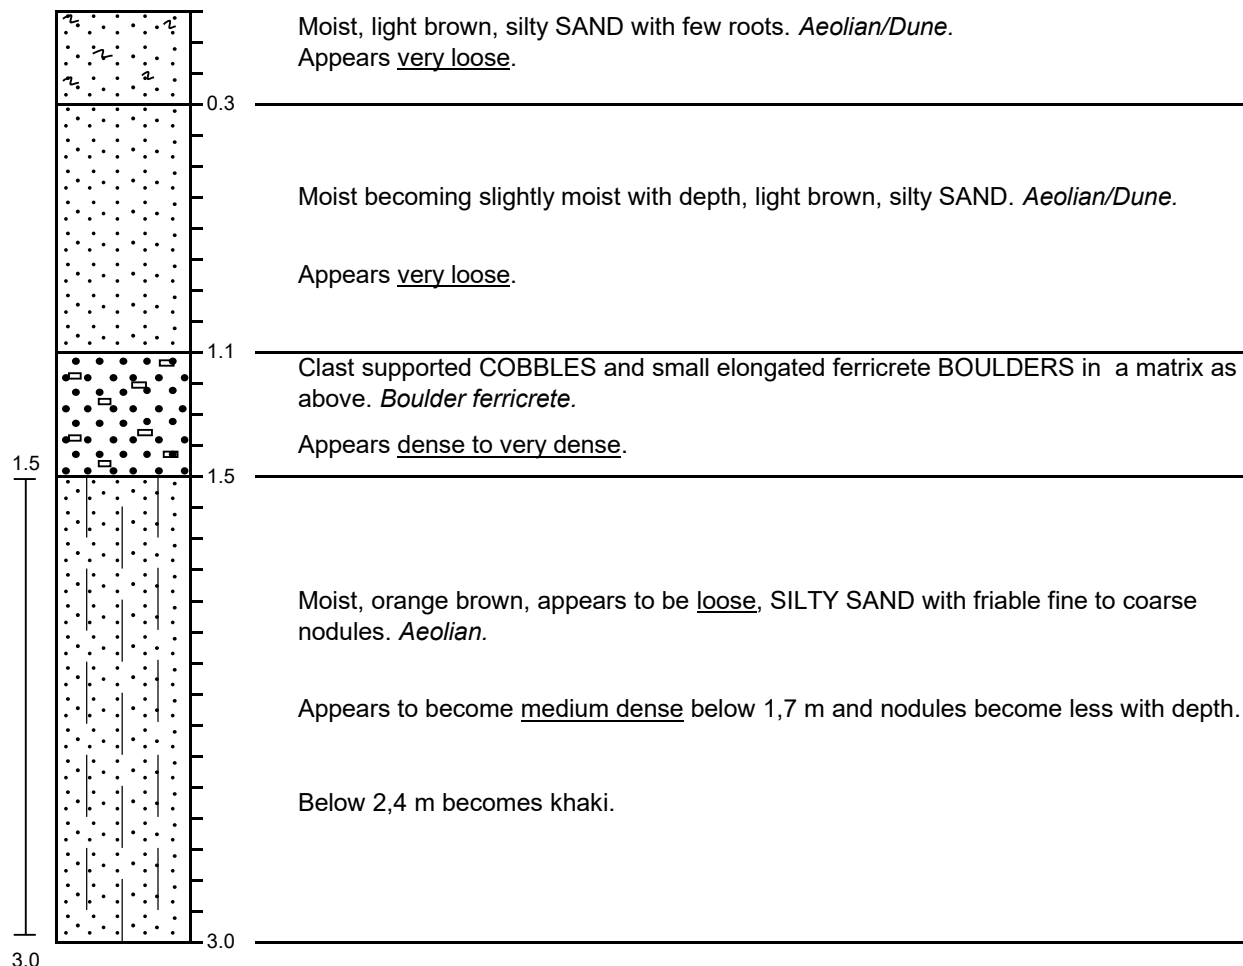 Moist, light brown, silty SAND with few roots. Aeolian/Dune.
Appears very loose.
0.3
Moist becoming slightly moist with depth, light brown, silty SAND. Aeolian/Dune.
Appears very loose.
1.1
Clast supported COBBLES and small elongated ferricrete BOULDERS in a matrix as
above. Boulder ferricrete.
Appears dense to very dense.
1.5
1.5
Moist, orange brown, appears to be loose, SILTY SAND with friable fine to coarse
nodules. Aeolian.
Appears to become medium dense below 1,7 m and nodules become less with depth.
Below 2,4 m becomes khaki.
3.0
3.0